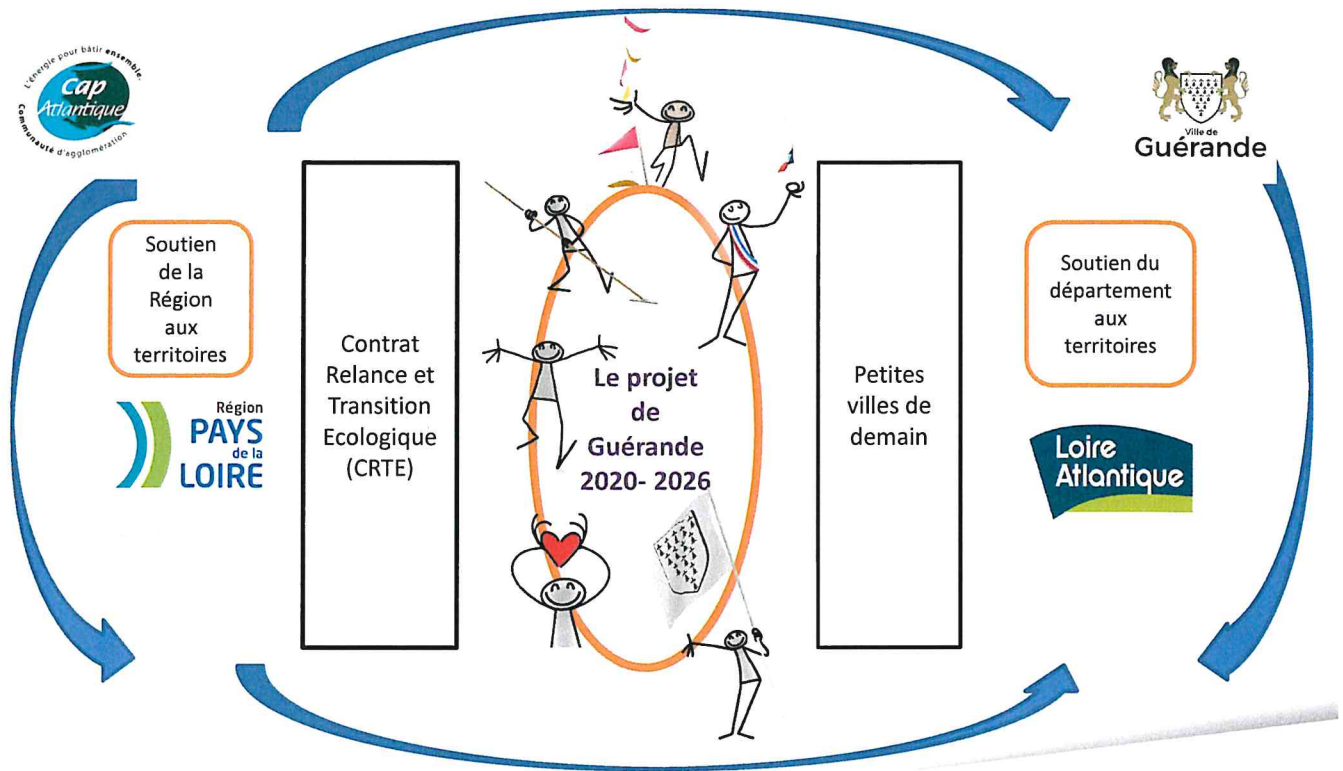 L'énergie pour bâtir ensemble.
Cap
Atlantique
Communauté d'agglomération
Ville de
Guérande
Soutien
de la
Région
aux
territoires
Région
PAYS
de la
LOIRE
Contrat
Relance et
Transition
Ecologique
(CRTE)
Le projet
de
Guérande
2020- 2026
Petites
villes de
demain
Soutien du
département
aux
territoires
Loire
Atlantique